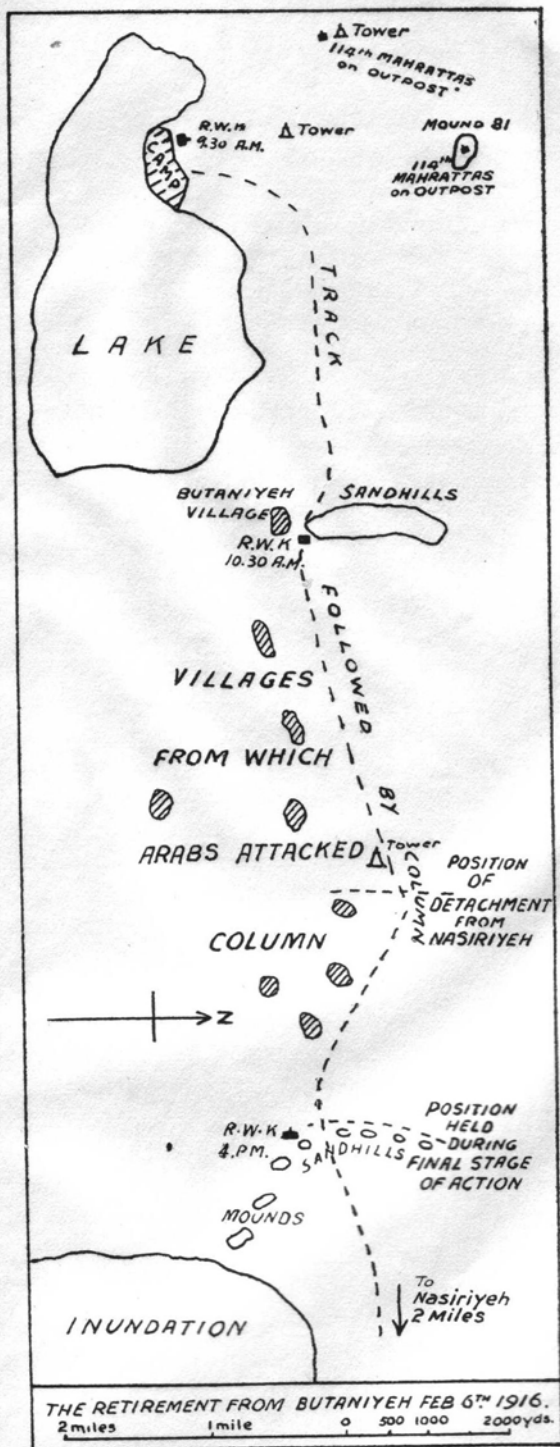 Tower
114th MAHRATTAS
on OUTPOST
R.W.K
9.30 A.M.
Tower
MOUND 81
114th
MAHRATTAS
on OUTPOST
CAMP
TRACK
LAKE
BUTANIYEH
VILLAGE
SANDHILLS
R.W.K
10.30 A.M.
FOLLOWED
VILLAGES
FROM WHICH
BY
ARABS ATTACKED
Tower
COLUMN
POSITION
OF
DETACHMENT
FROM
NASIRIYEH
COLUMN
N
R.W.K
4.P.M.
SANDHILLS
POSITION
HELD
DURING
FINAL STAGE
OF ACTION
MOUNDS
To
Nasiriyeh
2 Miles
INUNDATION
THE RETIREMENT FROM BUTANIYEH FEB 6TH 1916.
2 miles 1 mile 0 500 1000 2000 yds.